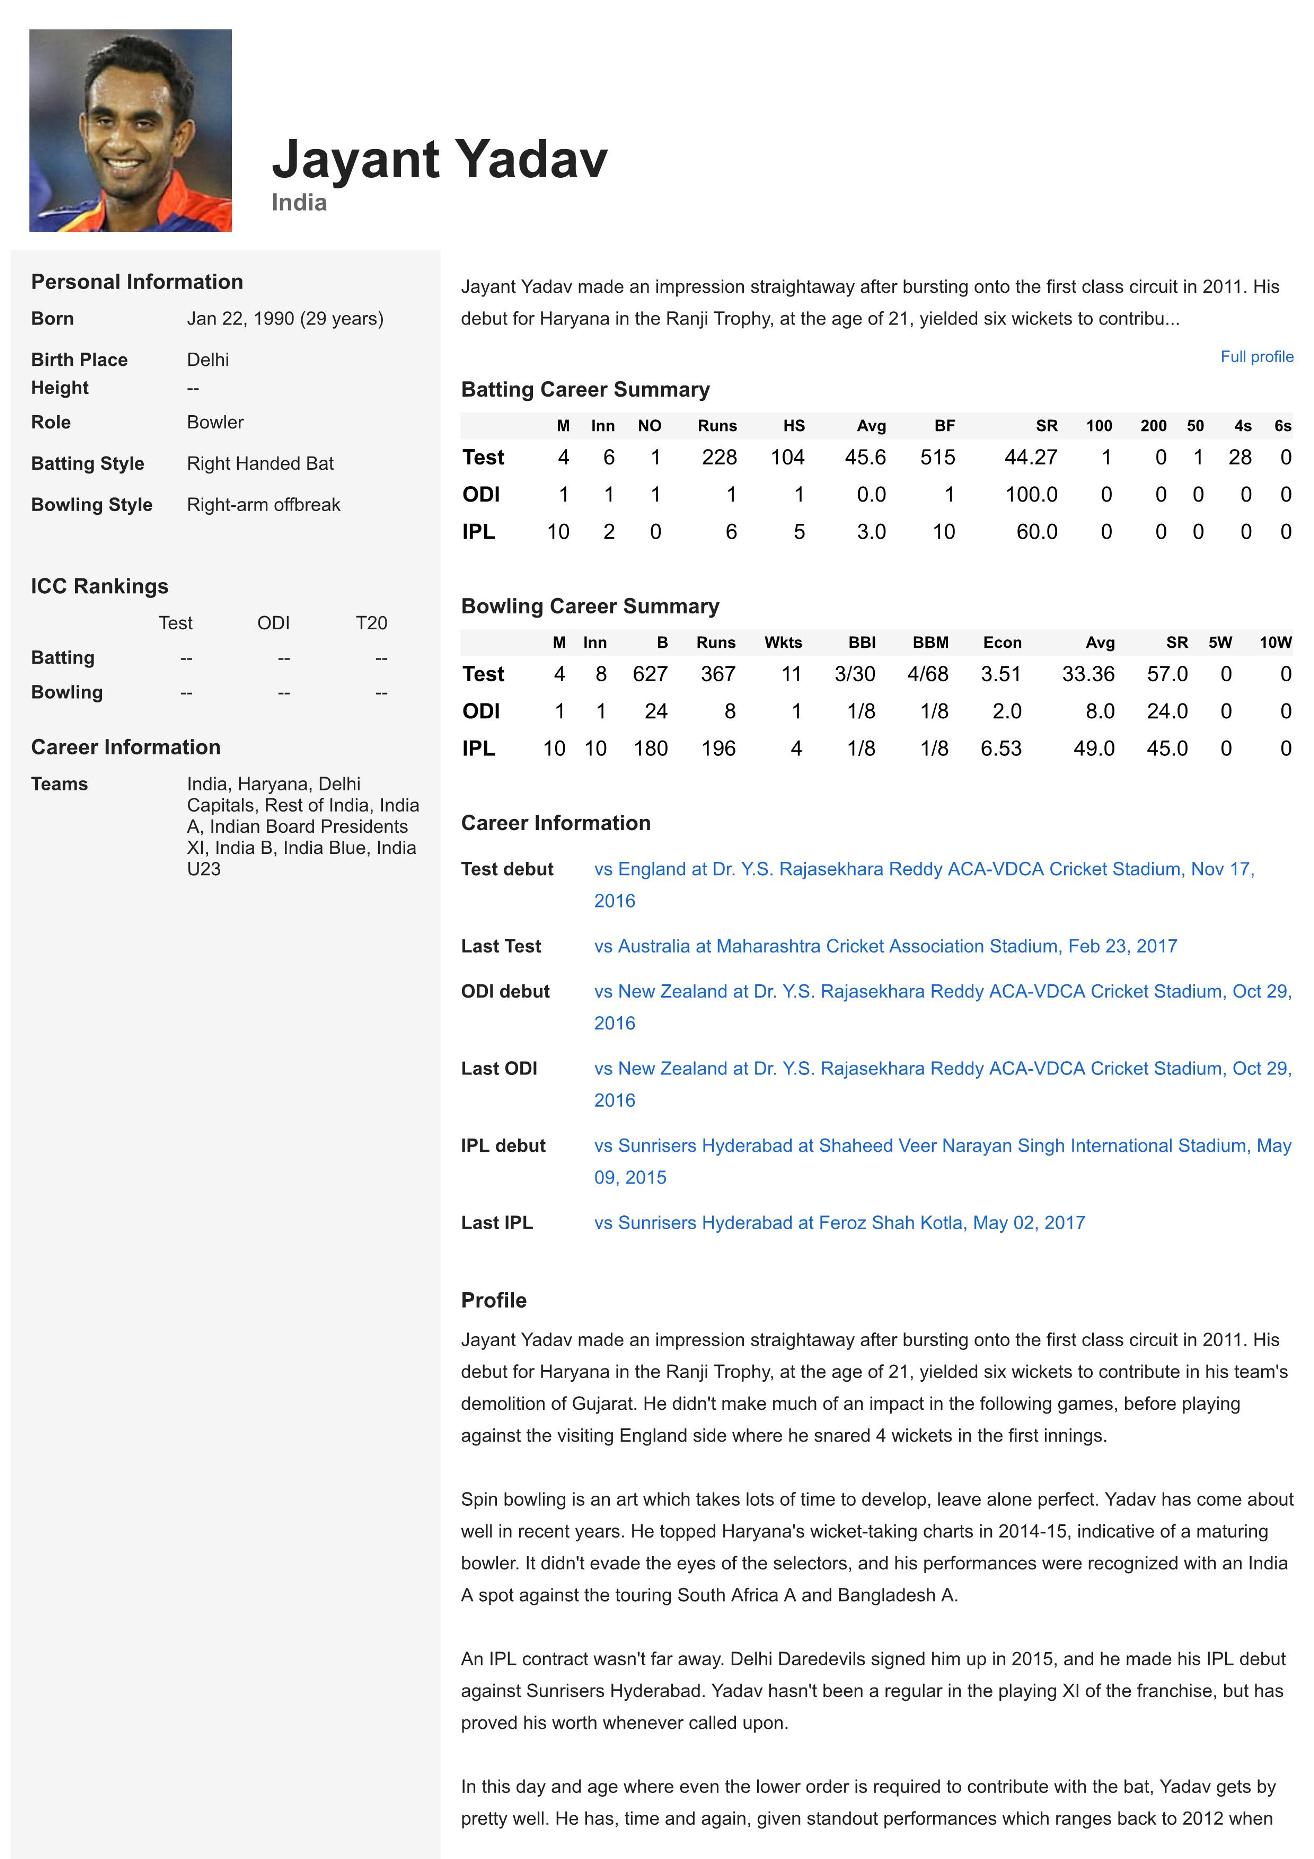 Jayant Yadav
India
Personal Information
Born Jan 22, 1990 (29 years)
Birth Place Delhi
Height --
Role Bowler
Batting Style Right Handed Bat
Bowling Style Right-arm offbreak
ICC Rankings
Test ODI T20
Batting -- -- --
Bowling -- -- --
Career Information
Teams India, Haryana, Delhi
Capitals, Rest of India, India
A, Indian Board Presidents
XI, India B, India Blue, India
U23
Jayant Yadav made an impression straightaway after bursting onto the first class circuit in 2011. His
debut for Haryana in the Ranji Trophy, at the age of 21, yielded six wickets to contribu...
Full profile
Batting Career Summary
M Inn NO Runs HS Avg BF SR 100 200 50 4s 6s
Test 4 6 1 228 104 45.6 515 44.27 1 0 1 28 0
ODI 1 1 1 1 1 0.0 1 100.0 0 0 0 0 0
IPL 10 2 0 6 5 3.0 10 60.0 0 0 0 0 0
Bowling Career Summary
M Inn B Runs Wkts BBI BBM Econ Avg SR 5W 10W
Test 4 8 627 367 11 3/30 4/68 3.51 33.36 57.0 0 0
ODI 1 1 24 8 1 1/8 1/8 2.0 8.0 24.0 0 0
IPL 10 10 180 196 4 1/8 1/8 6.53 49.0 45.0 0 0
Career Information
Test debut vs England at Dr. Y.S. Rajasekhara Reddy ACA-VDCA Cricket Stadium, Nov 17,
2016
Last Test vs Australia at Maharashtra Cricket Association Stadium, Feb 23, 2017
ODI debut vs New Zealand at Dr. Y.S. Rajasekhara Reddy ACA-VDCA Cricket Stadium, Oct 29,
2016
Last ODI vs New Zealand at Dr. Y.S. Rajasekhara Reddy ACA-VDCA Cricket Stadium, Oct 29,
2016
IPL debut vs Sunrisers Hyderabad at Shaheed Veer Narayan Singh International Stadium, May
09, 2015
Last IPL vs Sunrisers Hyderabad at Feroz Shah Kotla, May 02, 2017
Profile
Jayant Yadav made an impression straightaway after bursting onto the first class circuit in 2011. His
debut for Haryana in the Ranji Trophy, at the age of 21, yielded six wickets to contribute in his team's
demolition of Gujarat. He didn't make much of an impact in the following games, before playing
against the visiting England side where he snared 4 wickets in the first innings.
Spin bowling is an art which takes lots of time to develop, leave alone perfect. Yadav has come about
well in recent years. He topped Haryana's wicket-taking charts in 2014-15, indicative of a maturing
bowler. It didn't evade the eyes of the selectors, and his performances were recognized with an India
A spot against the touring South Africa A and Bangladesh A.
An IPL contract wasn't far away. Delhi Daredevils signed him up in 2015, and he made his IPL debut
against Sunrisers Hyderabad. Yadav hasn't been a regular in the playing XI of the franchise, but has
proved his worth whenever called upon.
In this day and age where even the lower order is required to contribute with the bat, Yadav gets by
pretty well. He has, time and again, given standout performances which ranges back to 2012 when